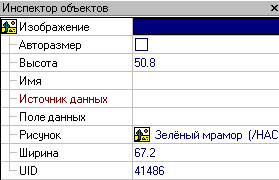 Инспектор объектов
Изображение
Авторазмер
Высота 50.8
Имя
Источник данных
Поле данных
Рисунок Зелёный мрамор (/НАС
Ширина 67.2
UID 41486